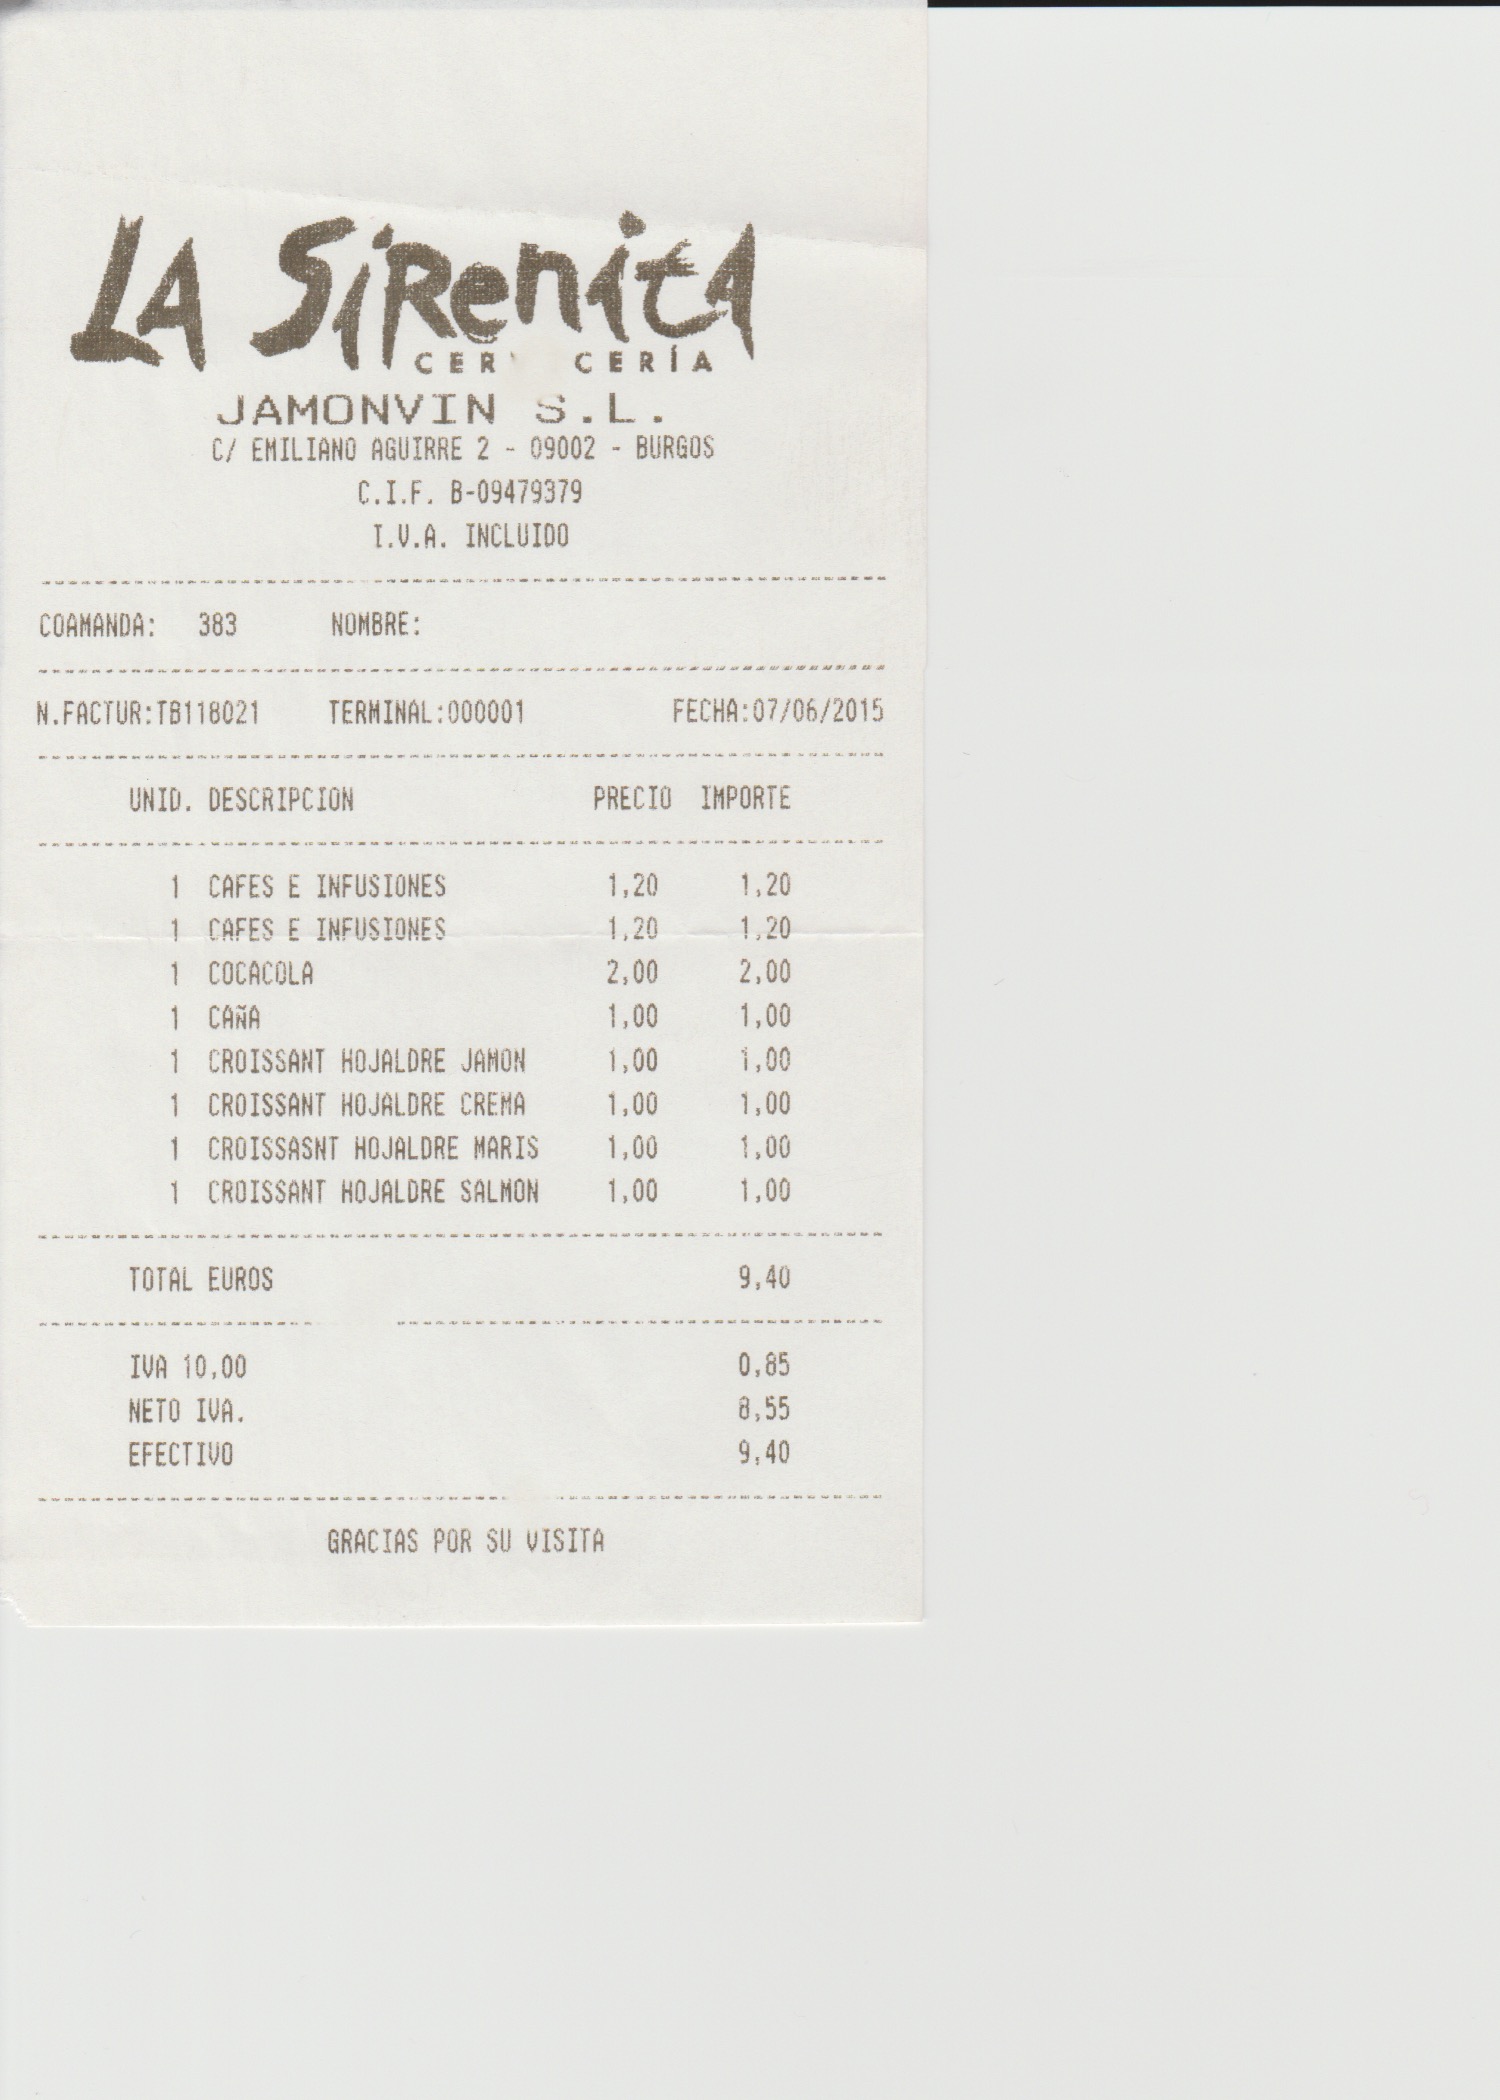 LA SiRenita
CER CERÍA
JAMONVIN S.L.
C/ EMILIANO AGUIRRE 2 - 09002 - BURGOS
C.I.F. B-09479379
I.V.A. INCLUIDO
COAMANDA: 383 NOMBRE:
N.FACTUR:TB118021 TERMINAL:000001 FECHA:07/06/2015
UNID. DESCRIPCION PRECIO IMPORTE
1 CAFES E INFUSIONES 1,20 1,20
1 CAFES E INFUSIONES 1,20 1,20
1 COCACOLA 2,00 2,00
1 CAÑA 1,00 1,00
1 CROISSANT HOJALDRE JAMON 1,00 1,00
1 CROISSANT HOJALDRE CREMA 1,00 1,00
1 CROISSASNT HOJALDRE MARIS 1,00 1,00
1 CROISSANT HOJALDRE SALMON 1,00 1,00
TOTAL EUROS 9,40
IVA 10,00 0,85
NETO IVA. 8,55
EFECTIVO 9,40
GRACIAS POR SU VISITA